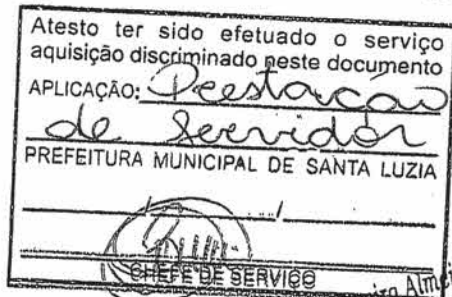 Atesto ter sido efetuado o serviço
aquisição discriminado neste documento
APLICAÇÃO: Prestação
de Servidor
PREFEITURA MUNICIPAL DE SANTA LUZIA
/ /
CHEFE DE SERVIÇO
Almei